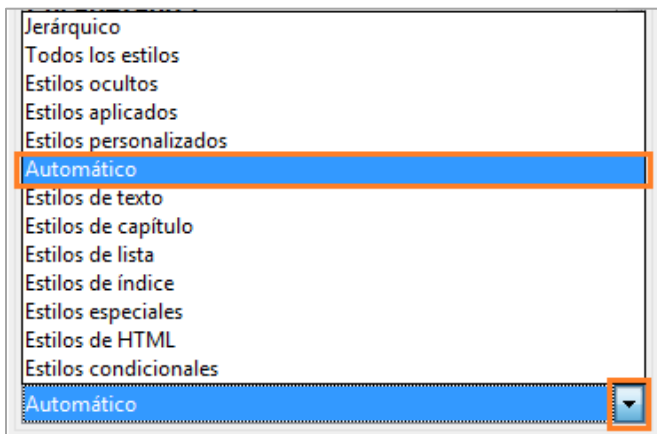 Jerárquico
Todos los estilos
Estilos ocultos
Estilos aplicados
Estilos personalizados
Automático
Estilos de texto
Estilos de capítulo
Estilos de lista
Estilos de índice
Estilos especiales
Estilos de HTML
Estilos condicionales
Automático